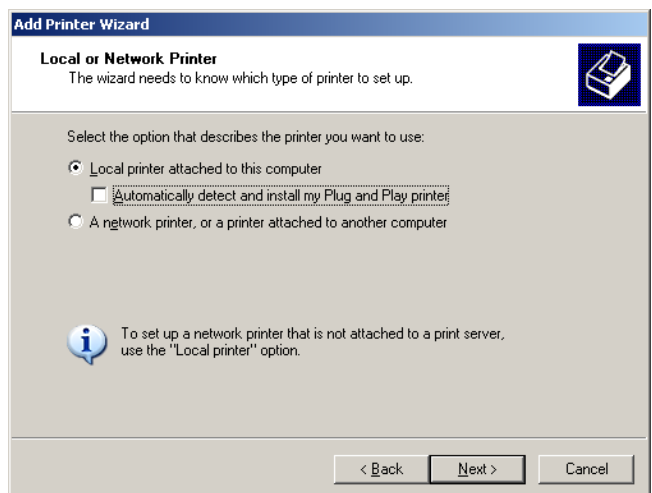 Add Printer Wizard
Local or Network Printer
The wizard needs to know which type of printer to set up.
Select the option that describes the printer you want to use:
Local printer attached to this computer
Automatically detect and install my Plug and Play printer
A network printer, or a printer attached to another computer
To set up a network printer that is not attached to a print server,
use the "Local printer" option.
< Back
Next >
Cancel